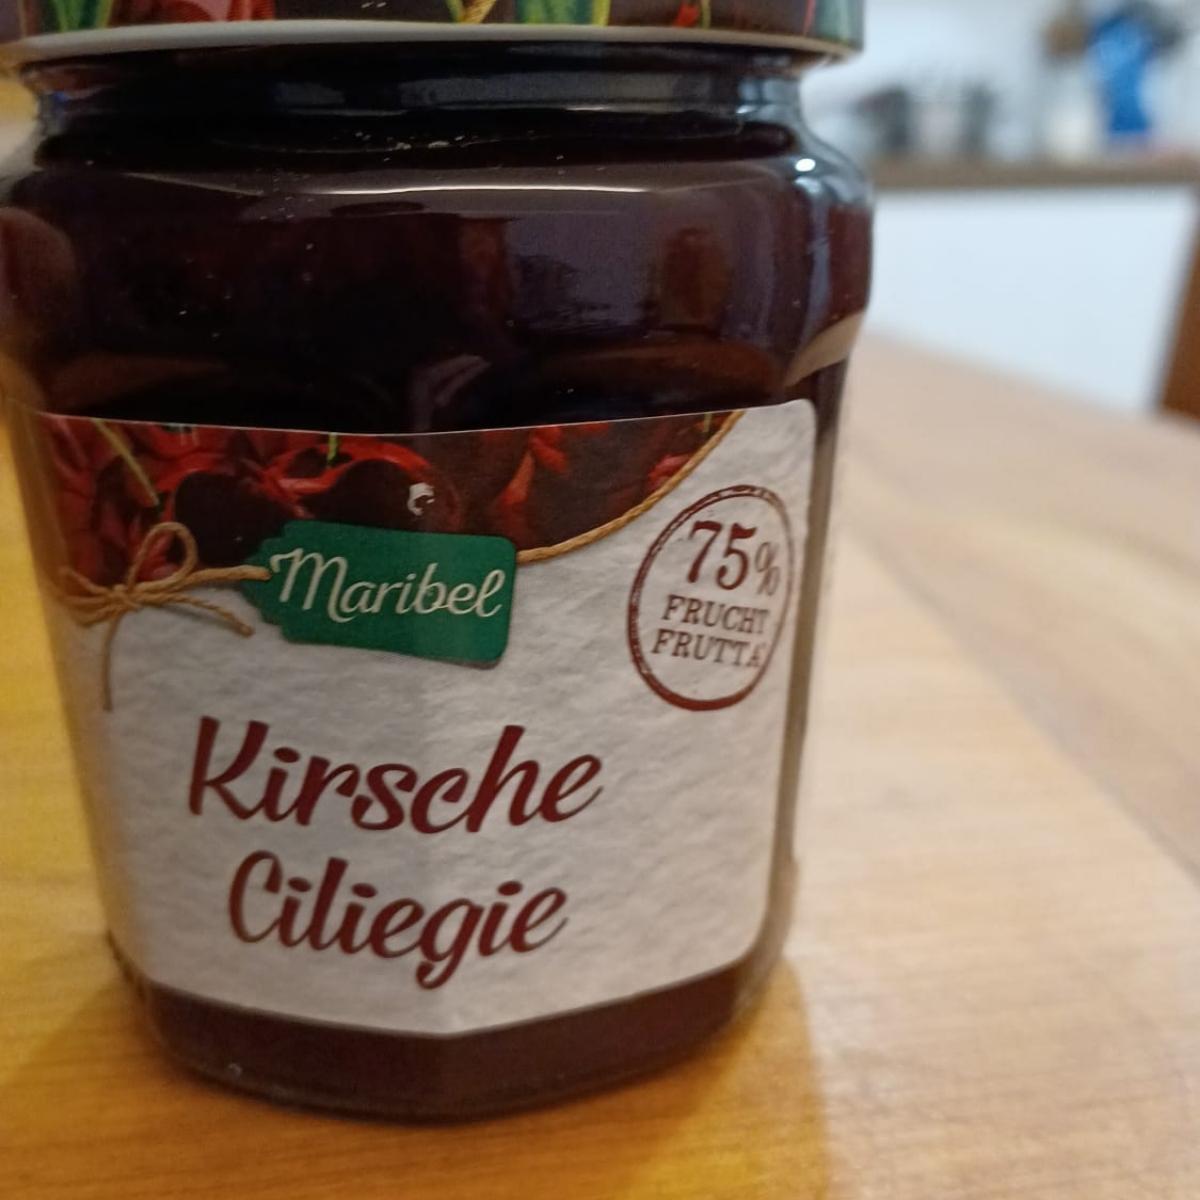 Maribel
75%
FRUCHT
FRUTTA
Kirsche
Ciliegie